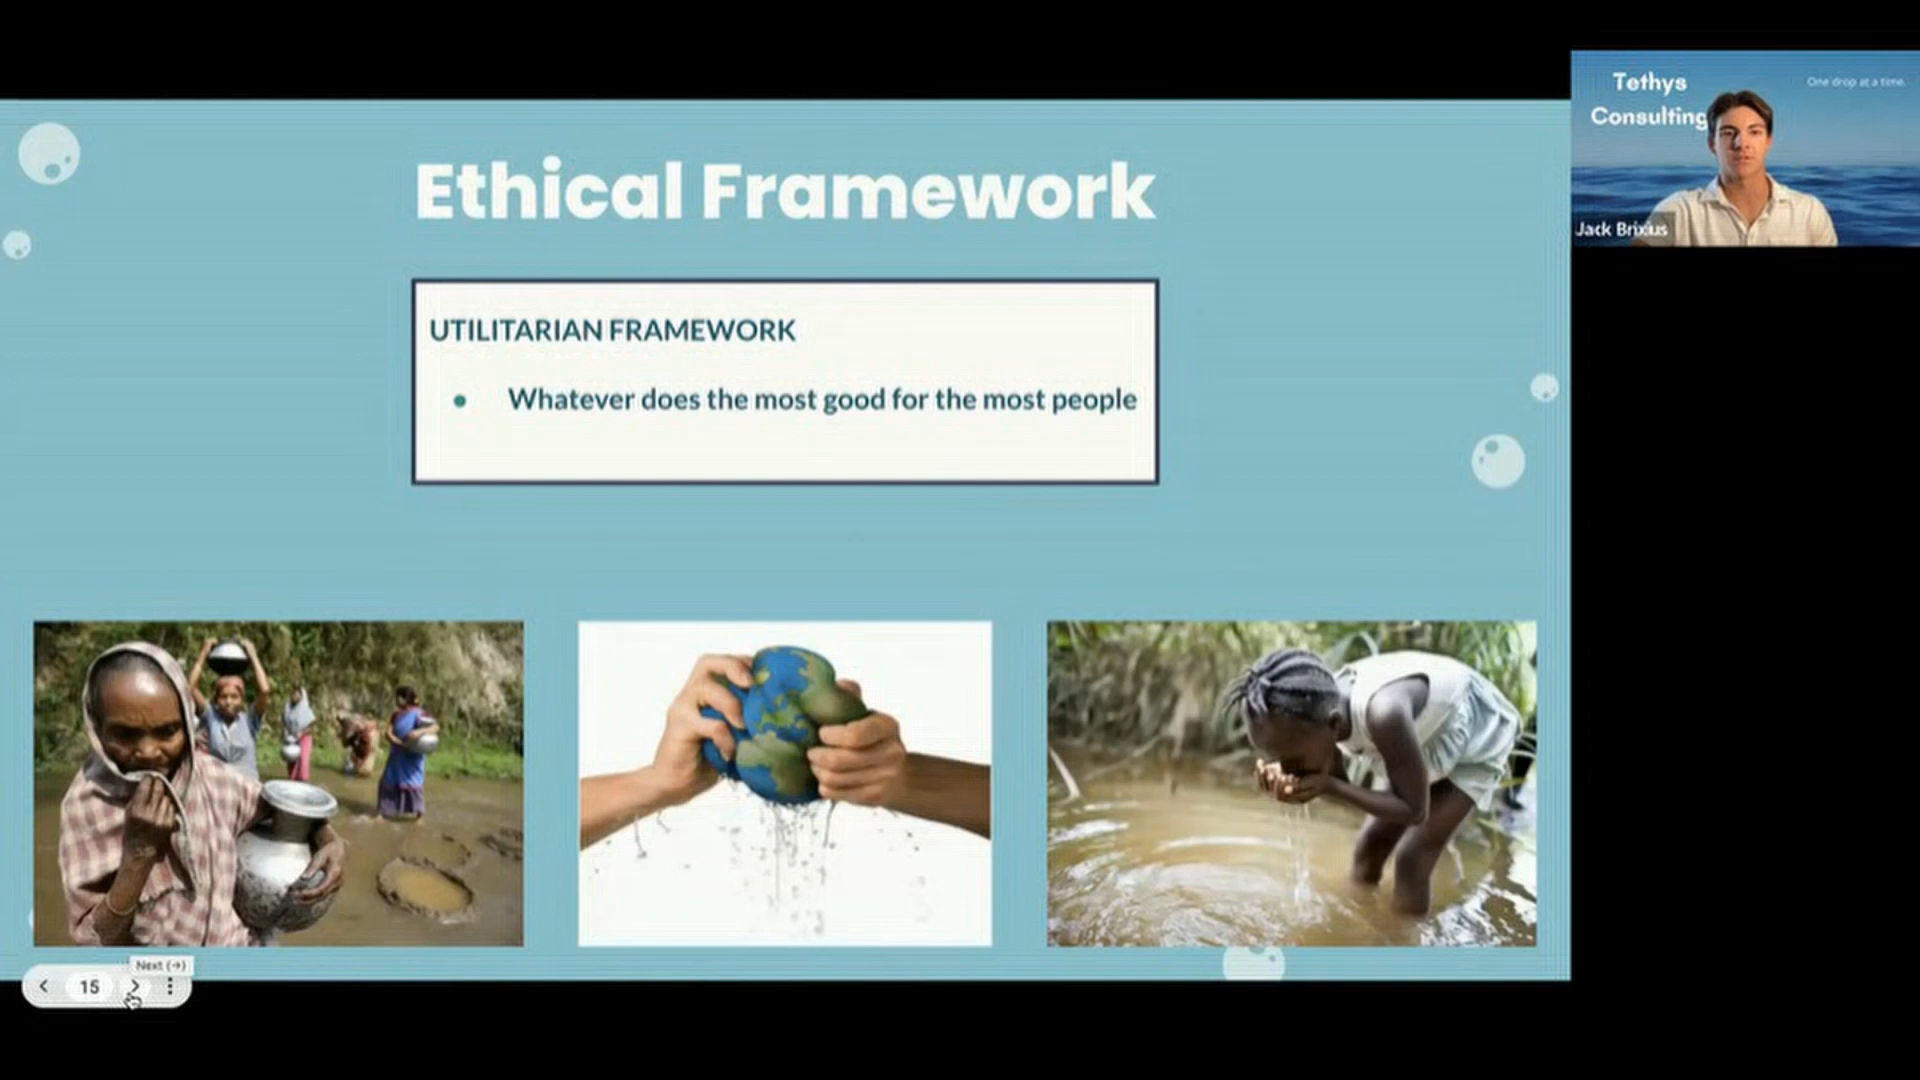 Ethical Framework
UTILITARIAN FRAMEWORK
● Whatever does the most good for the most people
Tethys
Consulting
One drop at a time.
Jack Brixius
Next (→)
15